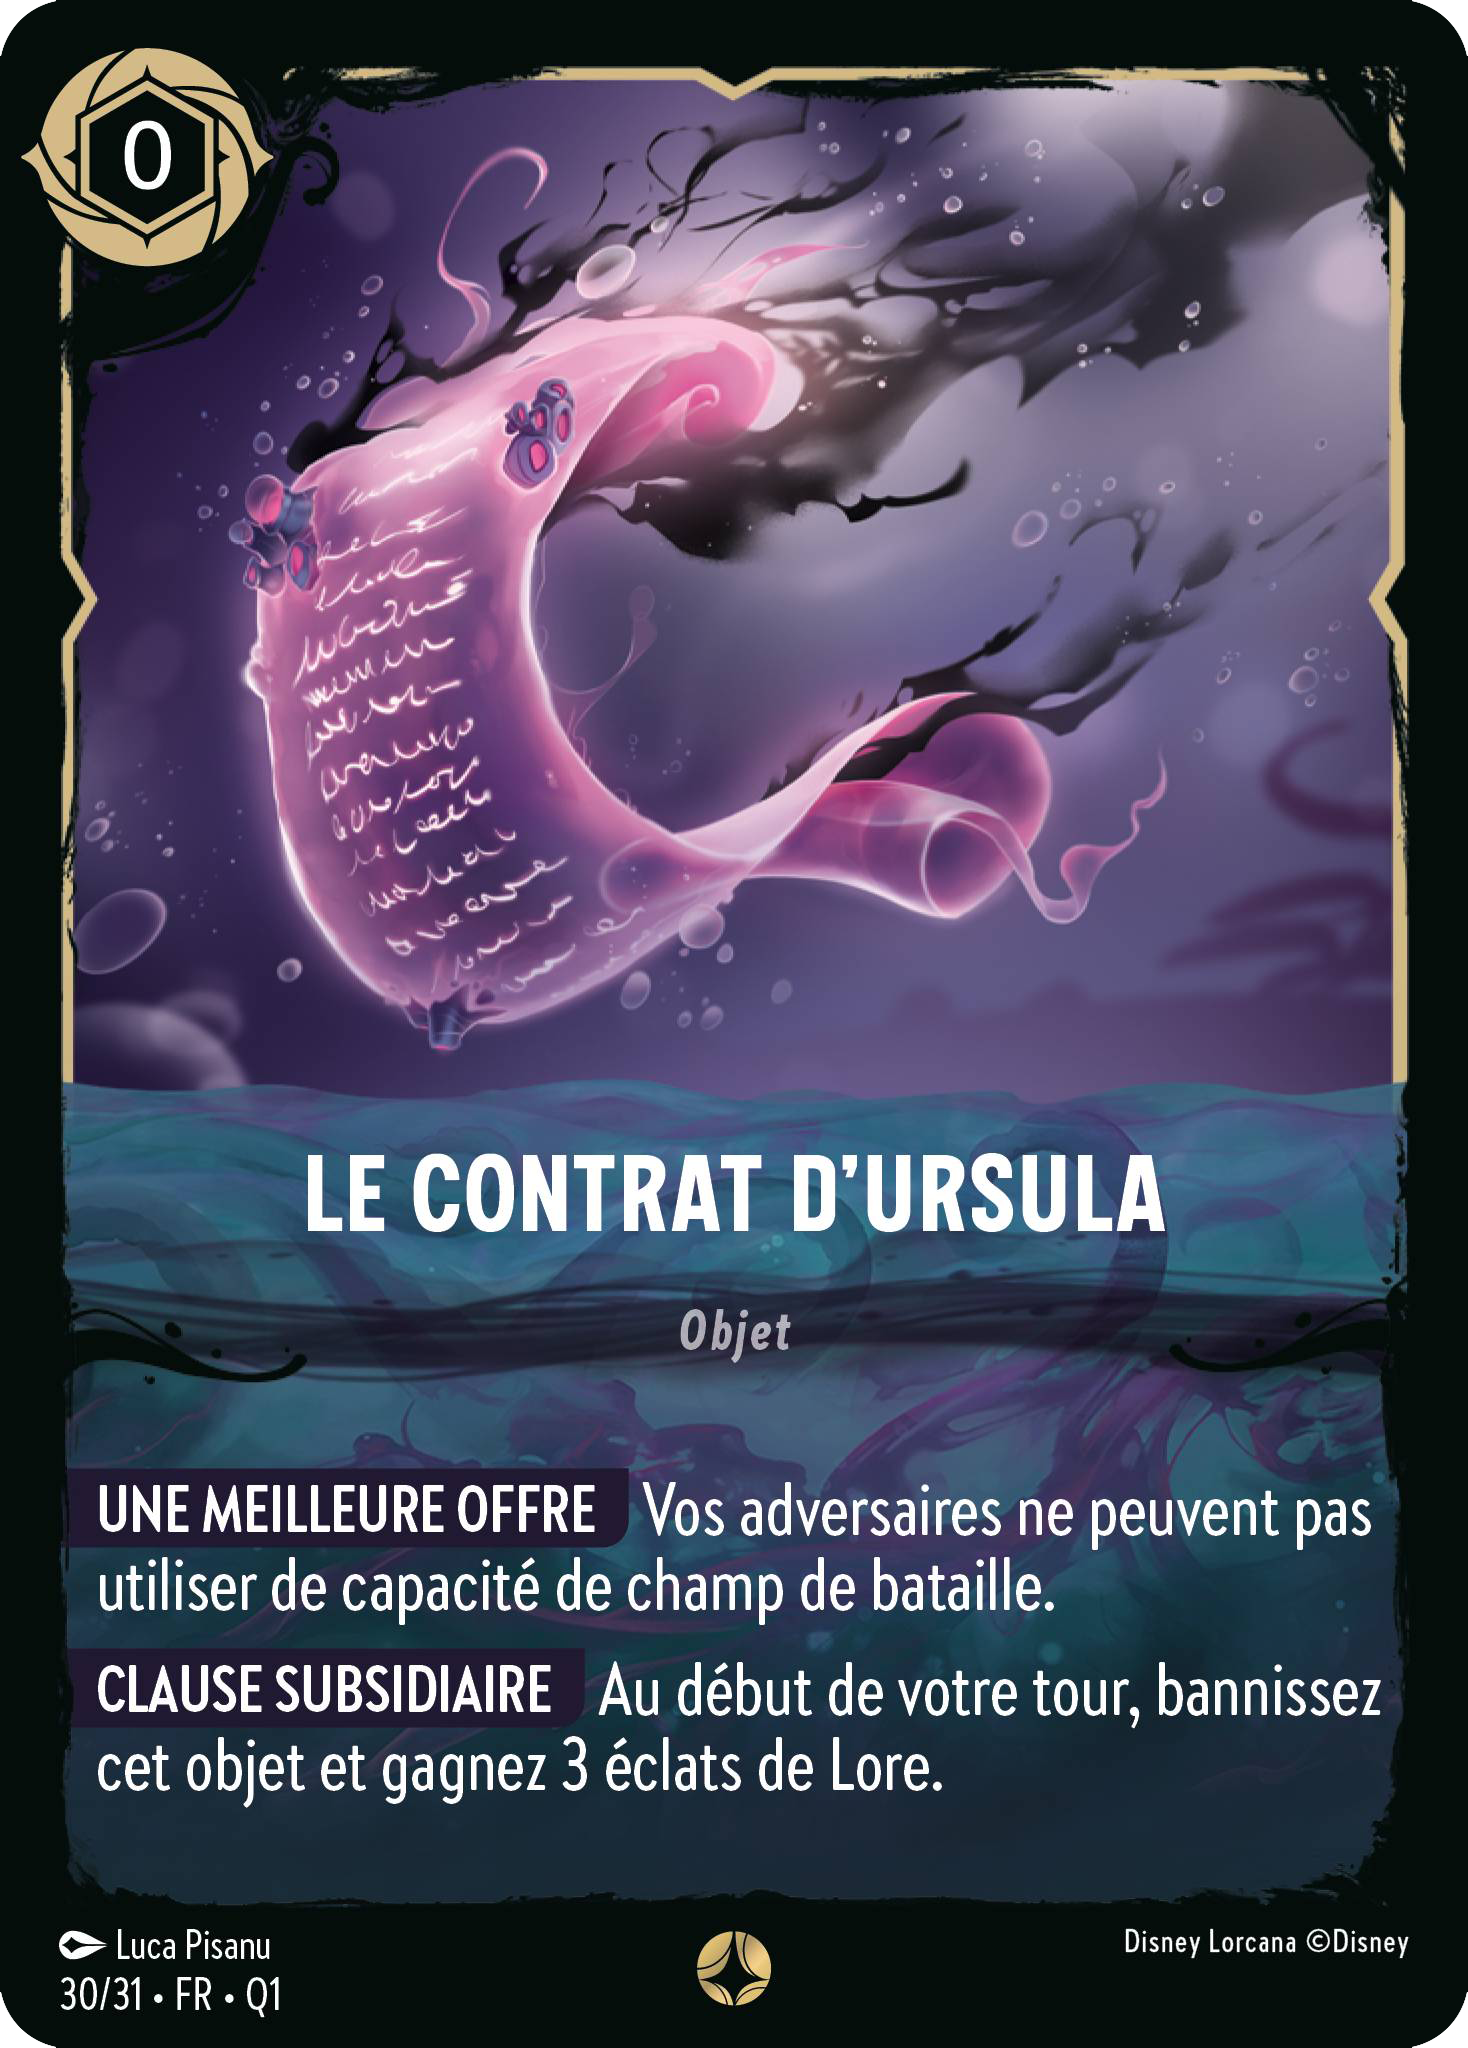 0
LE CONTRAT D'URSULA
Objet
UNE MEILLEURE OFFRE Vos adversaires ne peuvent pas
utiliser de capacité de champ de bataille.
CLAUSE SUBSIDIAIRE Au début de votre tour, bannissez
cet objet et gagnez 3 éclats de Lore.
Luca Pisanu
Disney Lorcana ©Disney
30/31 • FR • Q1